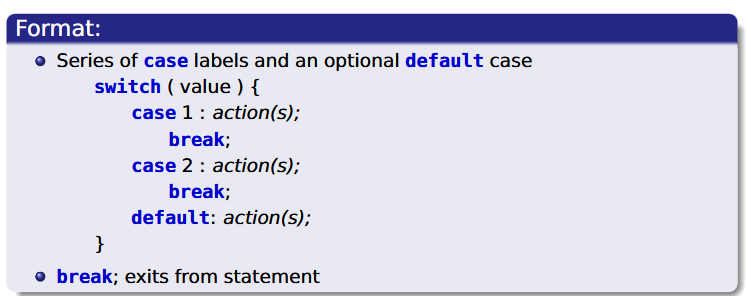 Format:
Series of case labels and an optional default case
switch ( value ) {
case 1 : action(s);
break;
case 2 : action(s);
break;
default: action(s);
}
break; exits from statement